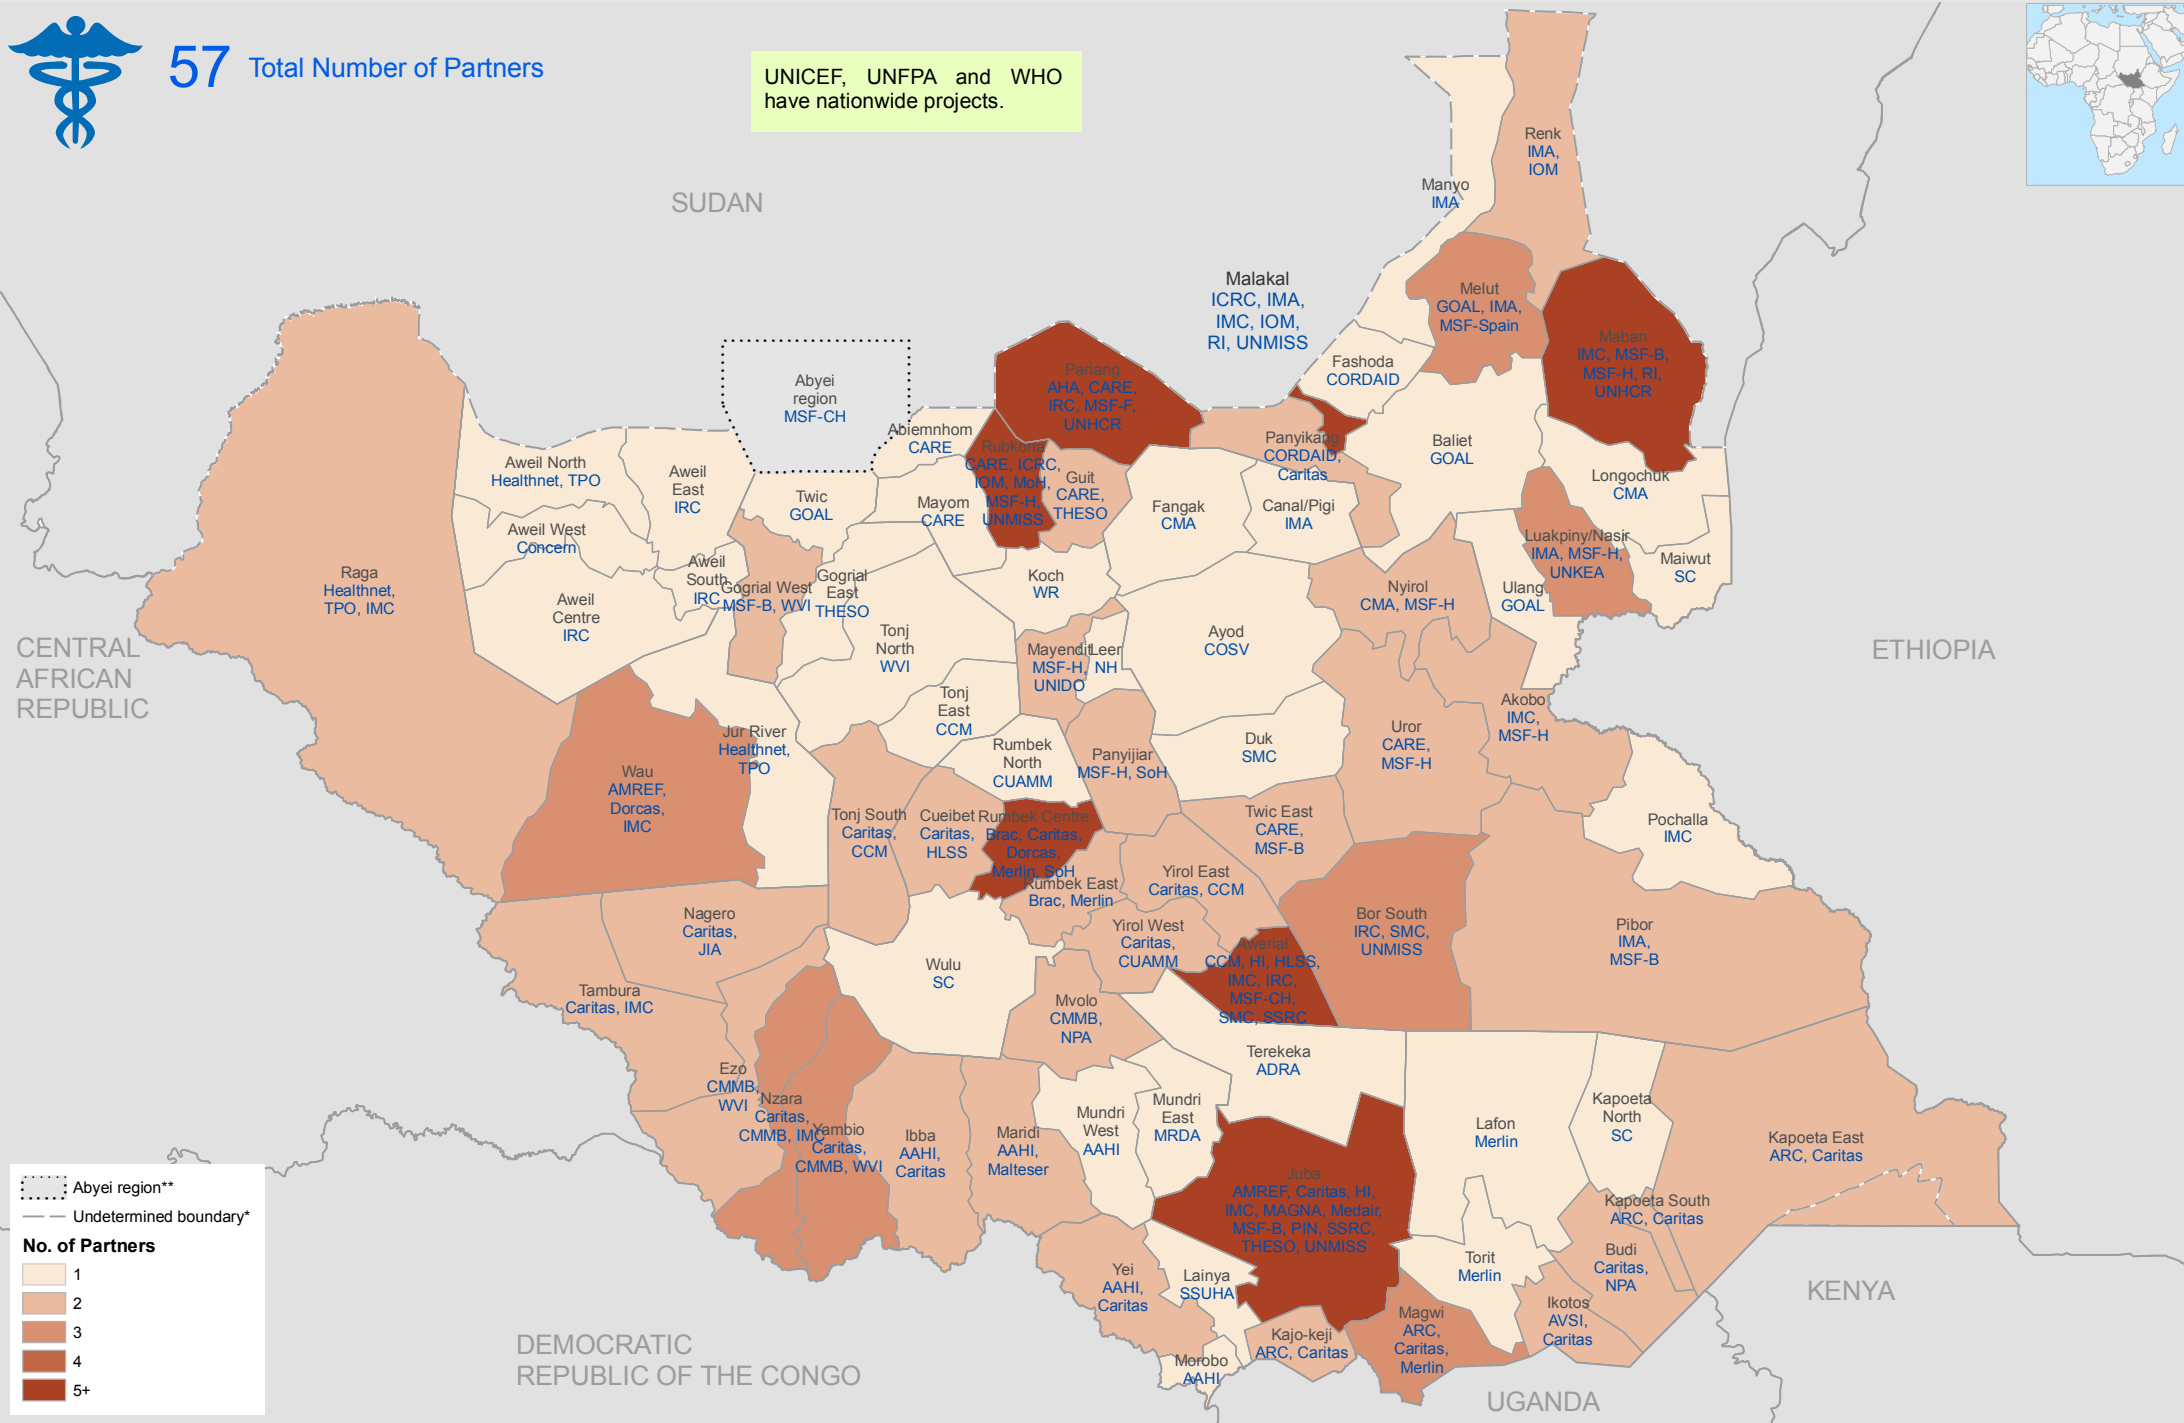 57 Total Number of Partners
UNICEF, UNFPA and WHO
have nationwide projects.
SUDAN
CENTRAL
AFRICAN
REPUBLIC
ETHIOPIA
DEMOCRATIC
REPUBLIC OF THE CONGO
UGANDA
KENYA
Renk
IMA,
IOM
Manyo
IMA
Malakal
ICRC, IMA,
IMC, IOM,
RI, UNMISS
Melut
GOAL, IMA,
MSF-Spain
Maban
IMC, MSF-B,
MSF-H, RI,
UNHCR
Fashoda
CORDAID
Abyei
region
MSF-CH
Pariang
AHA, CARE,
IRC, MSF-F,
UNHCR
Abiemnhom
CARE
Rubkona
CARE, ICRC,
IOM, MoH,
MSF-H,
UNMISS
Panyikang
CORDAID,
Caritas
Baliet
GOAL
Longochuk
CMA
Aweil North
Healthnet, TPO
Aweil
East
IRC
Twic
GOAL
Mayom
CARE
Guit
CARE,
THESO
Fangak
CMA
Canal/Pigi
IMA
Aweil West
Concern
Luakpiny/Nasir
IMA, MSF-H,
UNKEA
Maiwut
SC
Raga
Healthnet,
TPO, IMC
Aweil
Centre
IRC
Aweil
South
IRC
Gogrial West
MSF-B, WVI
Gogrial
East
THESO
Koch
WR
Nyirol
CMA, MSF-H
Ulang
GOAL
Tonj
North
WVI
Mayendit
MSF-H,
UNIDO
Leer
NH
Ayod
COSV
Tonj
East
CCM
Akobo
IMC,
MSF-H
Jur River
Healthnet,
TPO
Wau
AMREF,
Dorcas,
IMC
Rumbek
North
CUAMM
Panyijiar
MSF-H, SoH
Duk
SMC
Uror
CARE,
MSF-H
Tonj South
Caritas,
CCM
Cueibet
Caritas,
HLSS
Rumbek Centre
Brac, Caritas,
Dorcas,
Merlin, SoH
Twic East
CARE,
MSF-B
Pochalla
IMC
Rumbek East
Brac, Merlin
Yirol East
Caritas, CCM
Nagero
Caritas,
JIA
Yirol West
Caritas,
CUAMM
Bor South
IRC, SMC,
UNMISS
Pibor
IMA,
MSF-B
Awerial
CCM, HI, HLSS,
IMC, IRC,
MSF-CH,
SMC, SSRC
Wulu
SC
Tambura
Caritas, IMC
Mvolo
CMMB,
NPA
Terekeka
ADRA
Ezo
CMMB,
WVI
Nzara
Caritas,
CMMB, IMC
Yambio
Caritas,
CMMB, WVI
Ibba
AAHI,
Caritas
Maridi
AAHI,
Malteser
Mundri
West
AAHI
Mundri
East
MRDA
Lafon
Merlin
Kapoeta
North
SC
Kapoeta East
ARC, Caritas
Juba
AMREF, Caritas, HI,
IMC, MAGNA, Medair,
MSF-B, PIN, SSRC,
THESO, UNMISS
Kapoeta South
ARC, Caritas
Yei
AAHI,
Caritas
Lainya
SSUHA
Torit
Merlin
Budi
Caritas,
NPA
Ikotos
AVSI,
Caritas
Magwi
ARC,
Caritas,
Merlin
Kajo-keji
ARC, Caritas
Morobo
AAHI
Abyei region**
Undetermined boundary*
No. of Partners
1
2
3
4
5+